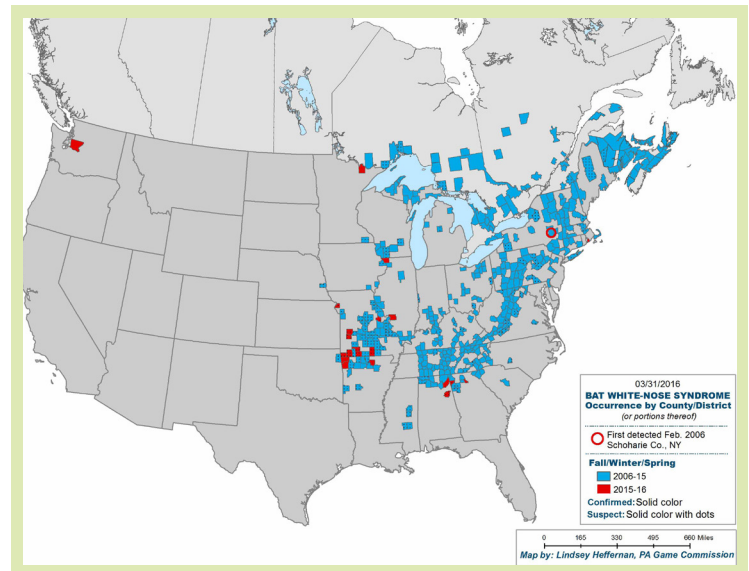 03/31/2016
BAT WHITE-NOSE SYNDROME
Occurrence by County/District
(or portions thereof)
First detected Feb. 2006
Schoharie Co., NY
Fall/Winter/Spring
2006-15
2015-16
Confirmed: Solid color
Suspect: Solid color with dots
0 165 330 495 660 Miles
Map by: Lindsey Heffernan, PA Game Commission